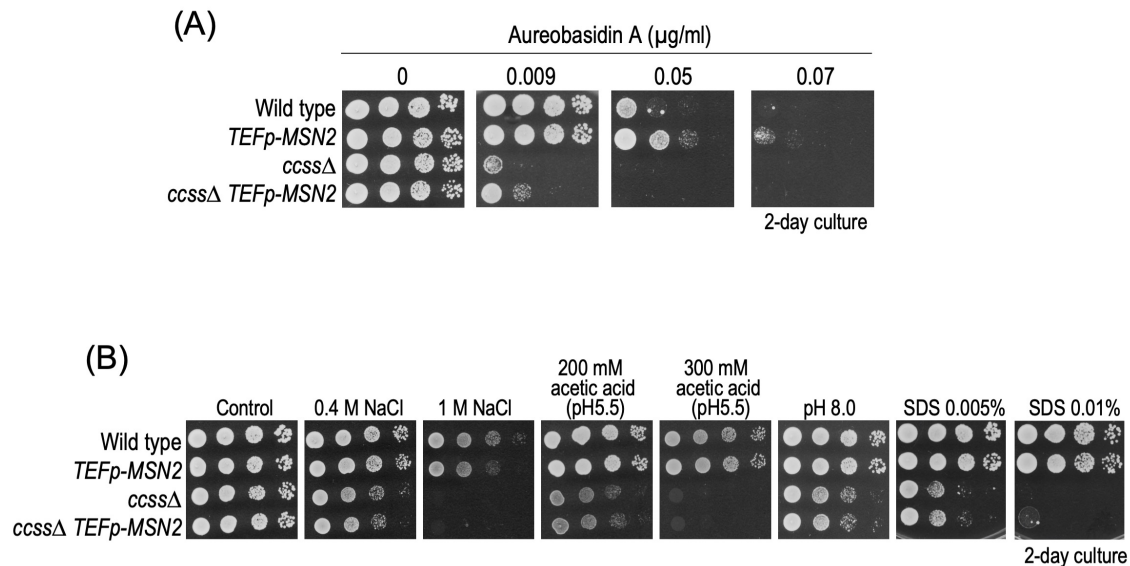 (A)
Aureobasidin A (µg/ml)
0 0.009 0.05 0.07
Wild type
TEFp-MSN2
ccssΔ
ccssΔ TEFp-MSN2
2-day culture
(B)
Control 0.4 M NaCl 1 M NaCl 200 mM acetic acid (pH5.5) 300 mM acetic acid (pH5.5) pH 8.0 SDS 0.005% SDS 0.01%
Wild type
TEFp-MSN2
ccssΔ
ccssΔ TEFp-MSN2
2-day culture